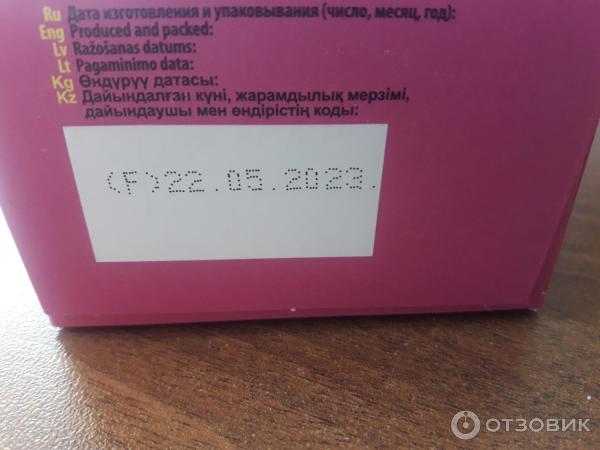 Ru Дата изготовления и упаковывания (число, месяц, год):
Eng Produced and packed:
Lv Ražošanas datums:
Lt Pagaminimo data:
Kg Өндүрүү датасы:
Kz Дайындалған күні, жарамдылық мерзімі,
дайындаушы мен өндірістің коды:
(F)22.05.2023.
ОТЗОВИК